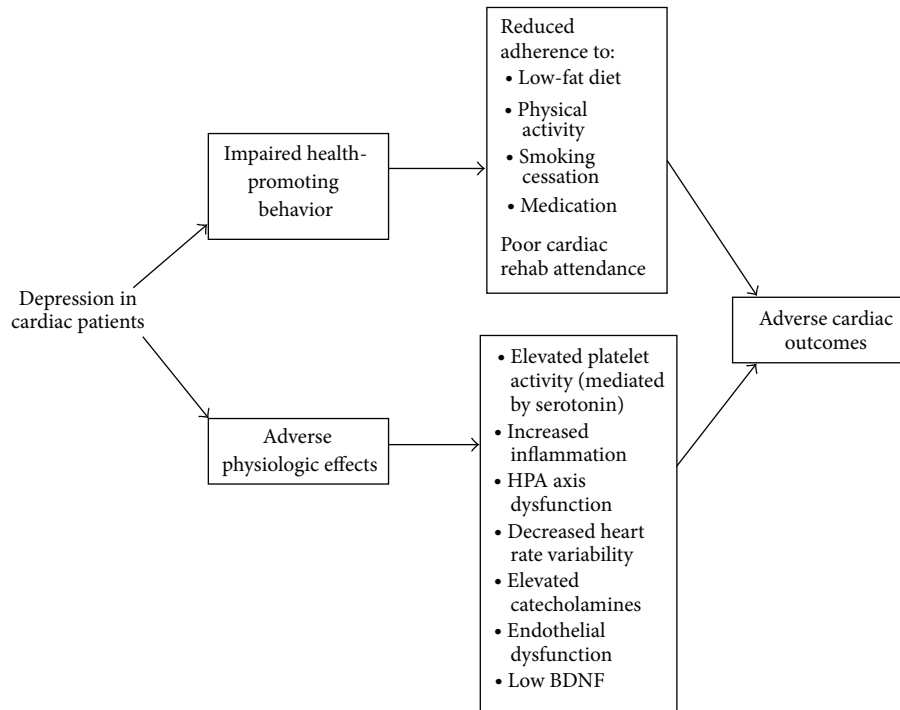 Depression in
cardiac patients
Impaired health-
promoting
behavior
Reduced
adherence to:
• Low-fat diet
• Physical
activity
• Smoking
cessation
• Medication
Poor cardiac
rehab attendance
Adverse
physiologic effects
• Elevated platelet
activity (mediated
by serotonin)
• Increased
inflammation
• HPA axis
dysfunction
• Decreased heart
rate variability
• Elevated
catecholamines
• Endothelial
dysfunction
• Low BDNF
Adverse cardiac
outcomes